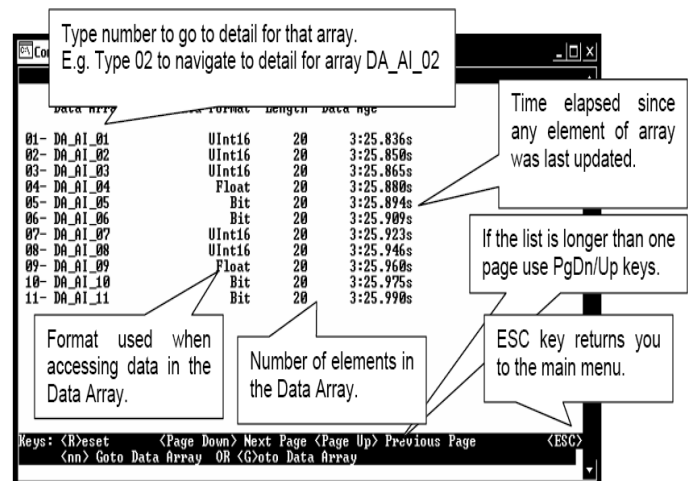 Type number to go to detail for that array.
E.g. Type 02 to navigate to detail for array DA_AI_02
Co
Data Arra Data Format Length Data Age
01- DA_AI_01 UInt16 20 3:25.836s
02- DA_AI_02 UInt16 20 3:25.850s
03- DA_AI_03 UInt16 20 3:25.865s
04- DA_AI_04 Float 20 3:25.880s
05- DA_AI_05 Bit 20 3:25.894s
06- DA_AI_06 Bit 20 3:25.909s
07- DA_AI_07 UInt16 20 3:25.923s
08- DA_AI_08 UInt16 20 3:25.946s
09- DA_AI_09 Float 20 3:25.960s
10- DA_AI_10 Bit 20 3:25.975s
11- DA_AI_11 Bit 20 3:25.990s
Time elapsed since
any element of array
was last updated.
If the list is longer than one
page use PgDn/Up keys.
Format used when
accessing data in the
Data Array.
Number of elements in
the Data Array.
ESC key returns you
to the main menu.
Keys: <R>eset <Page Down> Next Page <Page Up> Previous Page <ESC>
<nn> Goto Data Array OR <G>oto Data Array